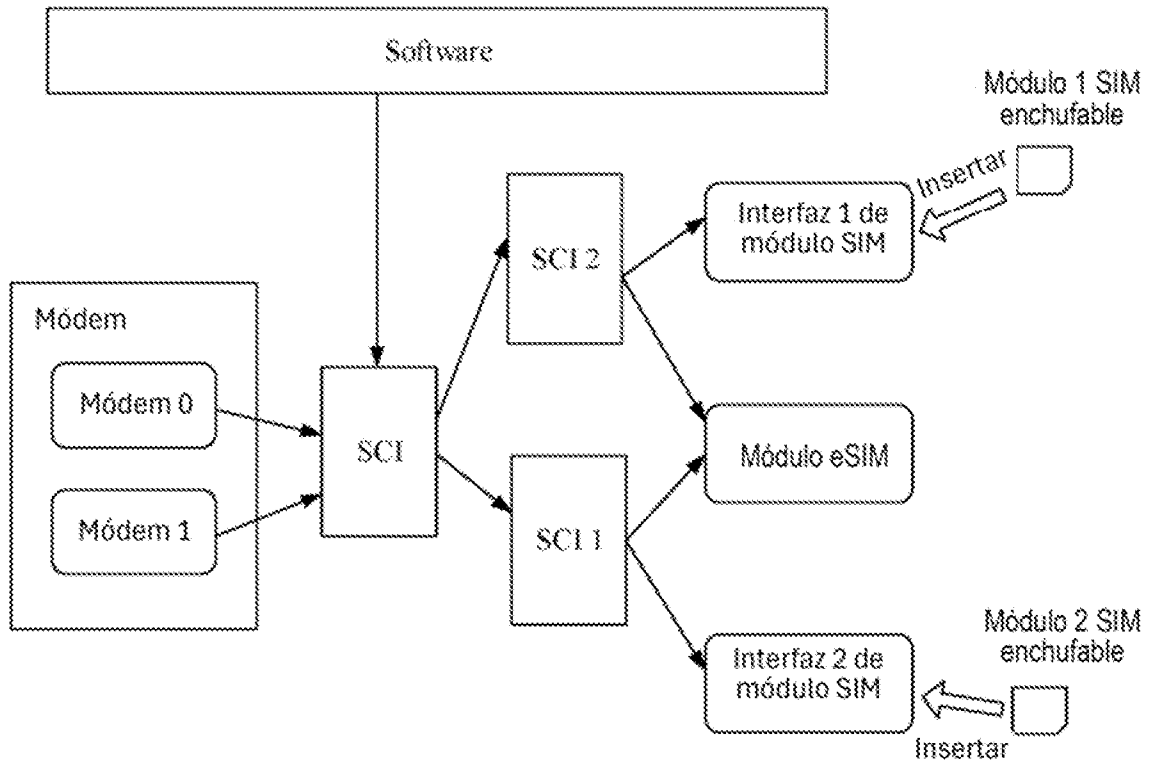 Software
Módulo 1 SIM
enchufable
Insertar
Interfaz 1 de
módulo SIM
SCI 2
Módem
Módem 0
SCI
Módulo eSIM
Módem 1
SCI 1
Módulo 2 SIM
enchufable
Interfaz 2 de
módulo SIM
Insertar